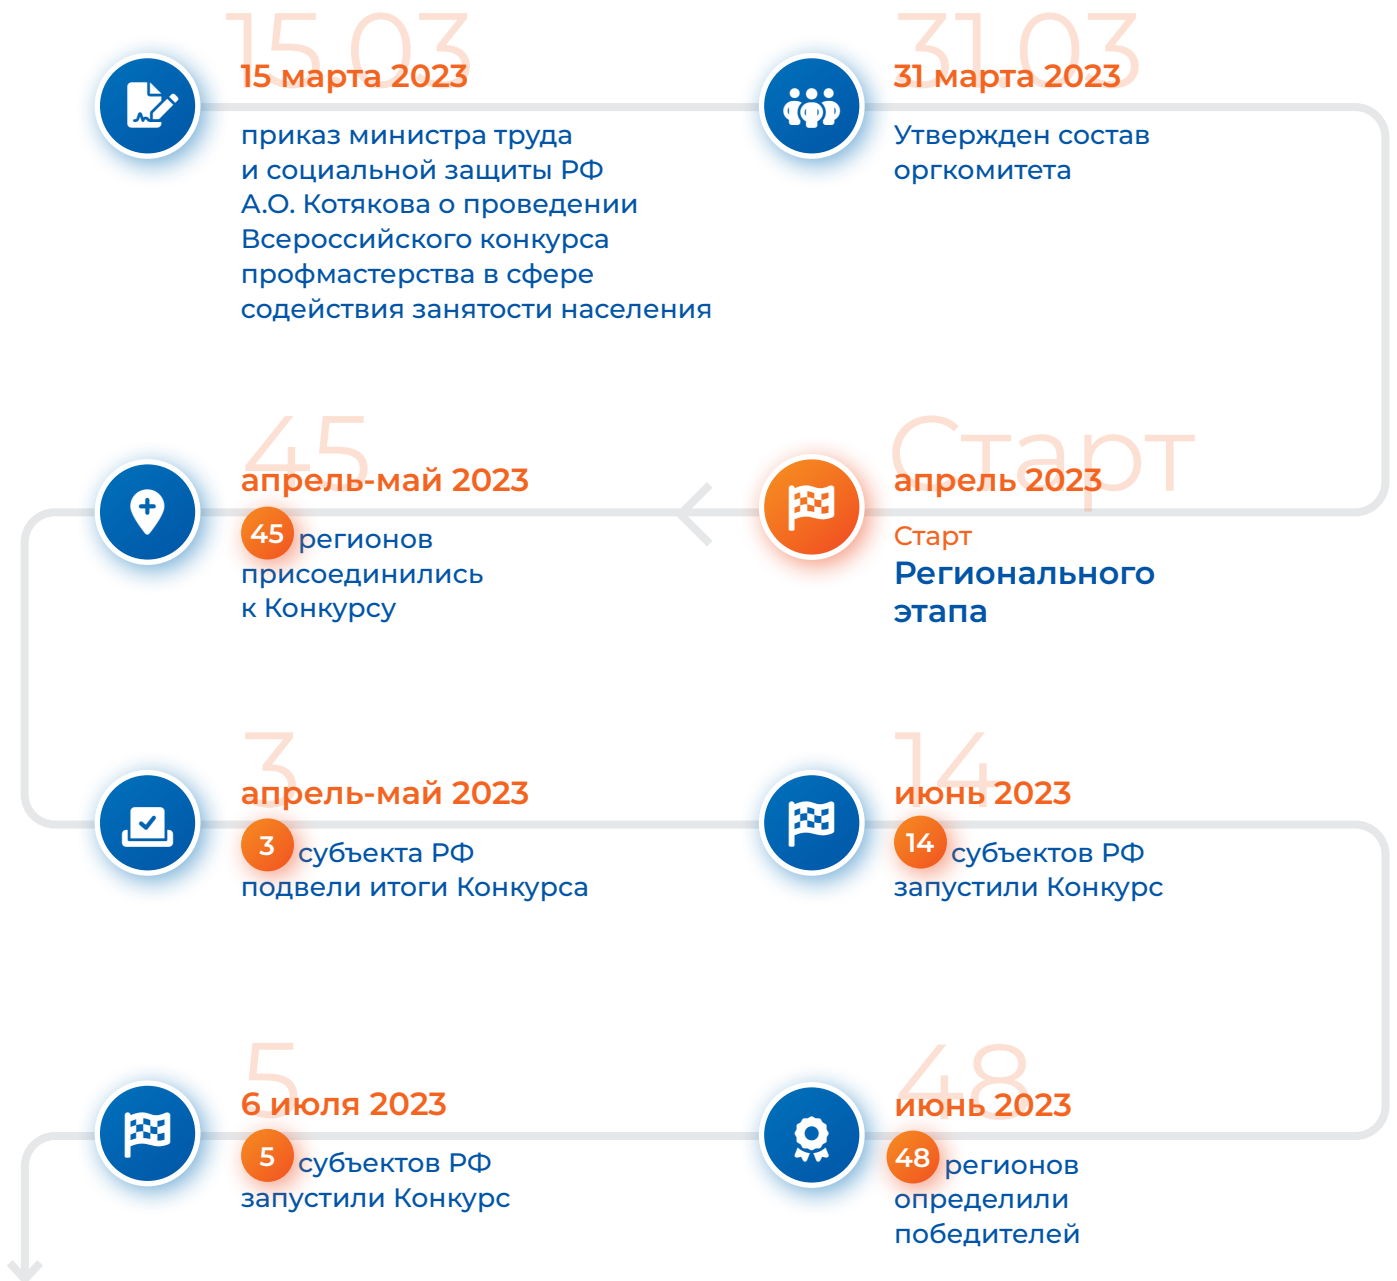 15.03
15 марта 2023
приказ министра труда
и социальной защиты РФ
А.О. Котякова о проведении
Всероссийского конкурса
профмастерства в сфере
содействия занятости населения
31.03
31 марта 2023
Утвержден состав
оргкомитета
Старт
апрель 2023
Старт
Регионального
этапа
45
апрель-май 2023
45 регионов
присоединились
к Конкурсу
3
апрель-май 2023
3 субъекта РФ
подвели итоги Конкурса
14
июнь 2023
14 субъектов РФ
запустили Конкурс
48
июнь 2023
48 регионов
определили
победителей
5
6 июля 2023
5 субъектов РФ
запустили Конкурс